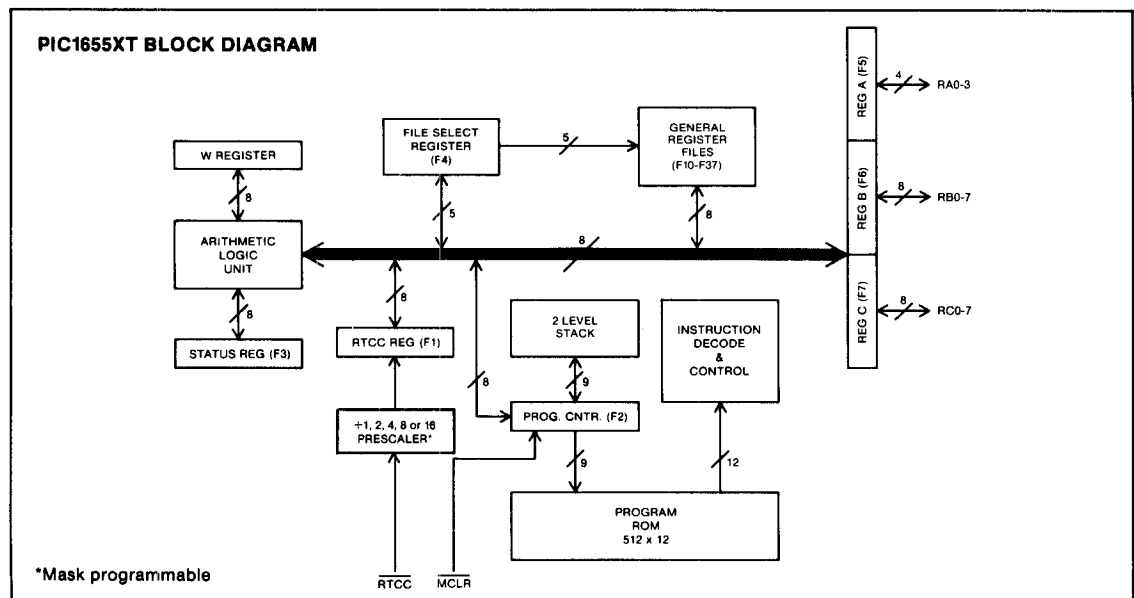 PIC1655XT BLOCK DIAGRAM
W REGISTER
8
ARITHMETIC
LOGIC
UNIT
8
STATUS REG (F3)
FILE SELECT
REGISTER
(F4)
5
5
GENERAL
REGISTER
FILES
(F10-F37)
8
8
REG A (F5)
4
RA0-3
REG B (F6)
8
RB0-7
REG C (F7)
8
RC0-7
8
RTCC REG (F1)
÷1, 2, 4, 8 or 16
PRESCALER*
8
2 LEVEL
STACK
9
PROG. CNTR. (F2)
9
INSTRUCTION
DECODE
&
CONTROL
12
PROGRAM
ROM
512 x 12
*Mask programmable
RTCC
MCLR